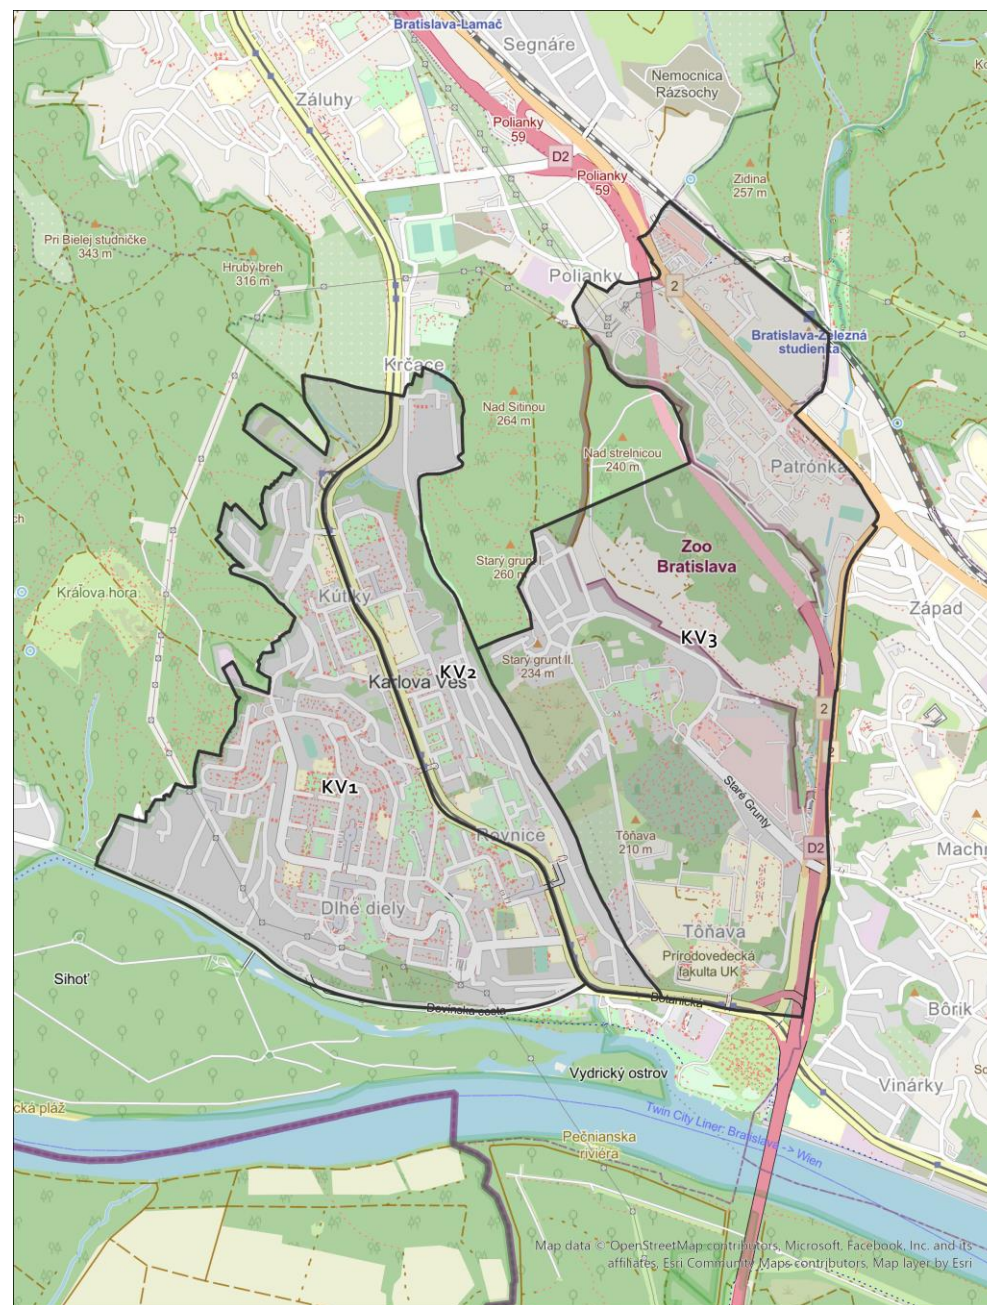 Bratislava-Lamač
Segnáre
Nemocnica
Rázsochy
Záluhy
Polianky
59
D2
Polianky
59
Zidina
257 m
Pri Bielej studničke
343 m
Hrubý breh
316 m
Polianky
2
Bratislava-Železná
studienka
Krčace
Nad Sitinou
264 m
Nad strelnicou
240 m
Patrónka
Starý grunt I.
260 m
Zoo
Bratislava
Kráľova hora
Kútiky
Západ
KV3
Karlova Ves
KV2
Starý grunt II.
234 m
2
KV1
Staré Grunty
Rovnice
Tôňava
210 m
D2
Machn
Dlhé diely
Tôňava
Prírodovedecká
fakulta UK
Sihoť
Devínska cesta
Botanická
Bôrik
Vydrický ostrov
Vinárky
cká pláž
Twin City Liner: Bratislava -> Wien
Pečnianska
riviéra
Map data © OpenStreetMap contributors, Microsoft, Facebook, Inc. and its
affiliates, Esri Community Maps contributors, Map layer by Esri